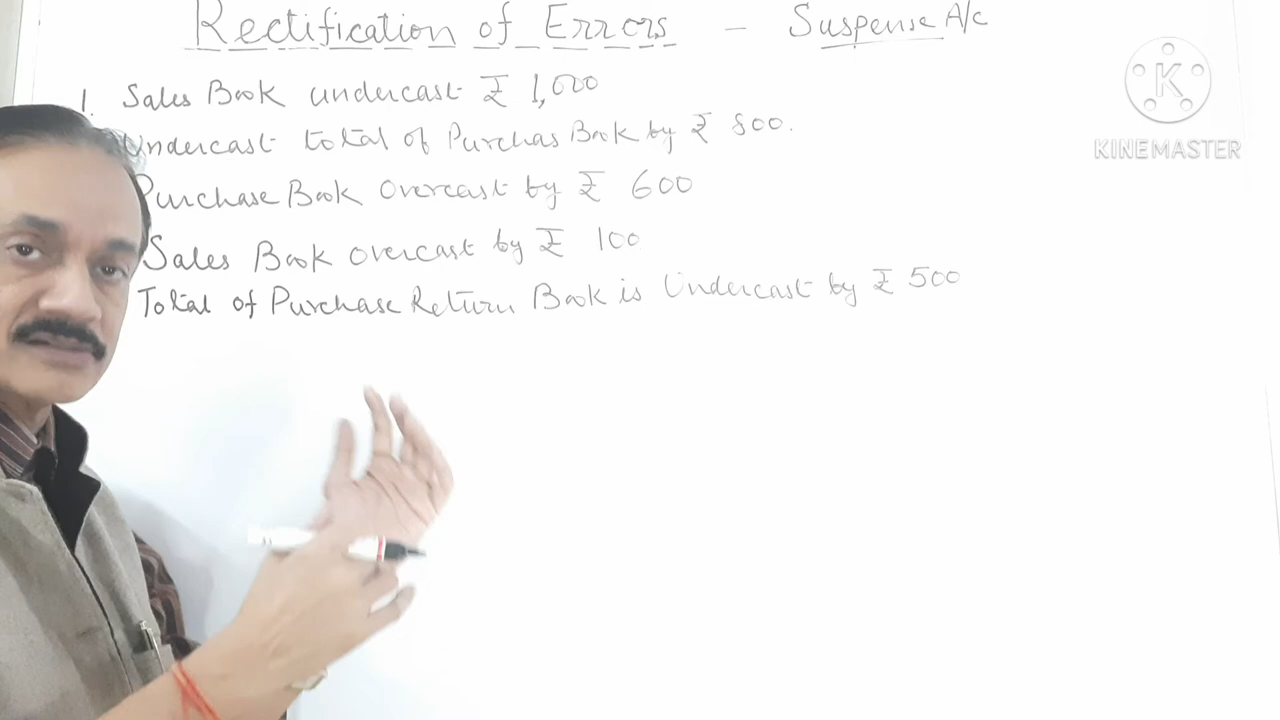 Rectification of Errors - Suspense A/c
1. Sales Book undercast ₹ 1,000
Undercast total of Purchas Book by ₹ 800.
Purchase Book Overcast by ₹ 600
Sales Book overcast by ₹ 100
Total of Purchase Return Book is Undercast by ₹ 500
K
KINEMASTER